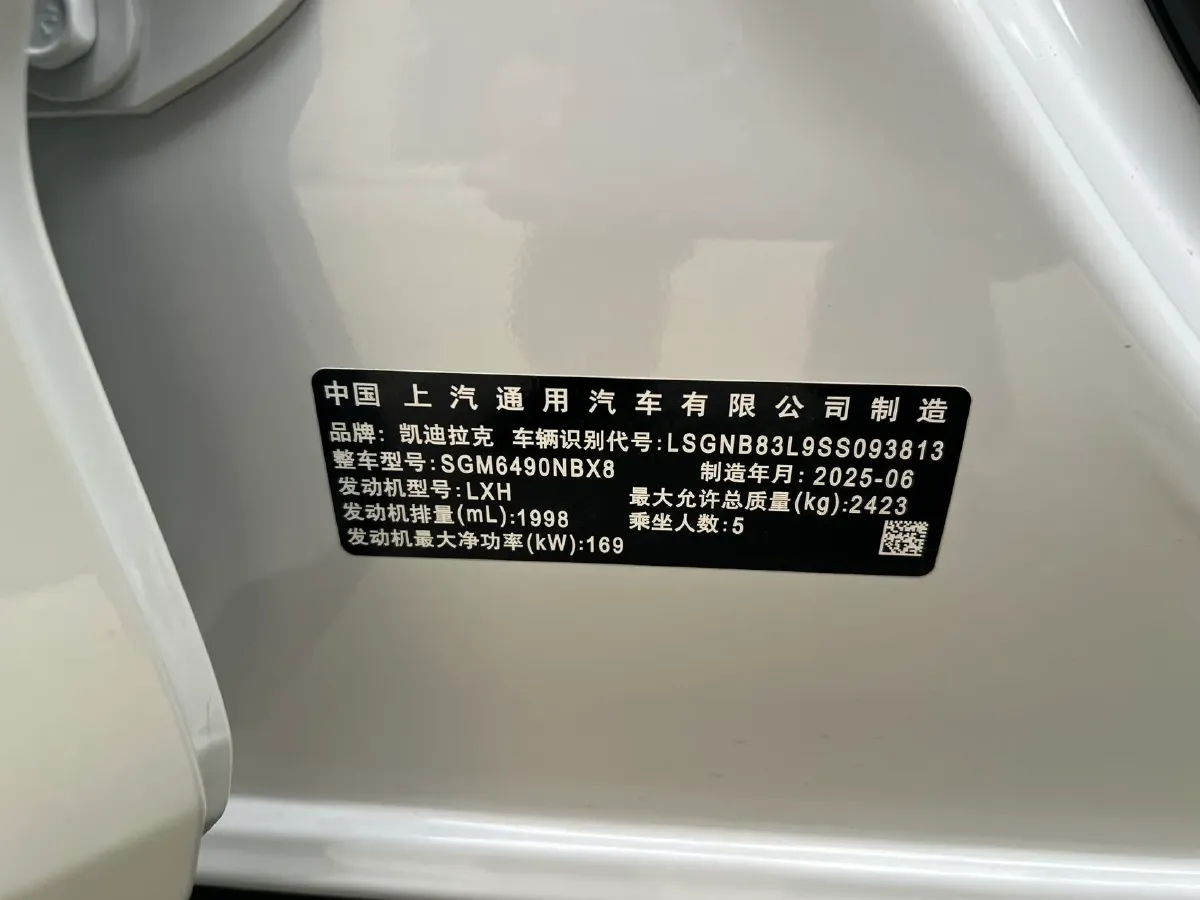 中国 上汽通用汽车有限公司制造
品牌: 凯迪拉克 车辆识别代号:LSGNB83L9SS093813
整车型号:SGM6490NBX8 制造年月: 2025-06
发动机型号:LXH 最大允许总质量(kg):2423
发动机排量(mL):1998 乘坐人数:5
发动机最大净功率(kW):169